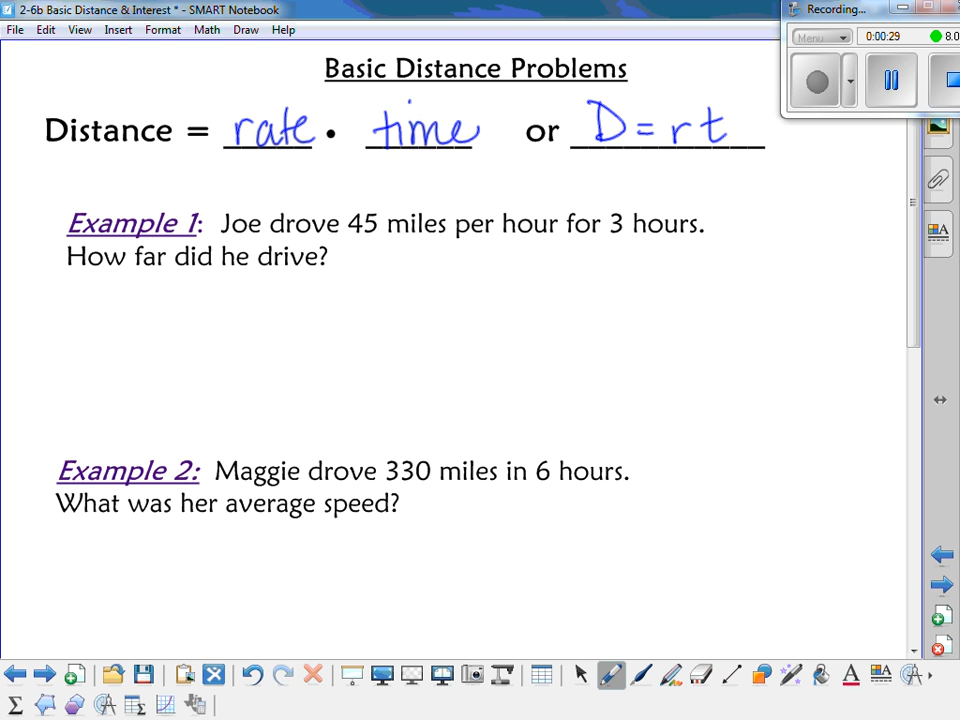 2-6b Basic Distance & Interest * - SMART Notebook
Recording...
File Edit View Insert Format Math Draw Help
Menu 0:00:29 8.0
Basic Distance Problems
Distance = rate • time or D = rt
Example 1: Joe drove 45 miles per hour for 3 hours.
How far did he drive?
Example 2: Maggie drove 330 miles in 6 hours.
What was her average speed?